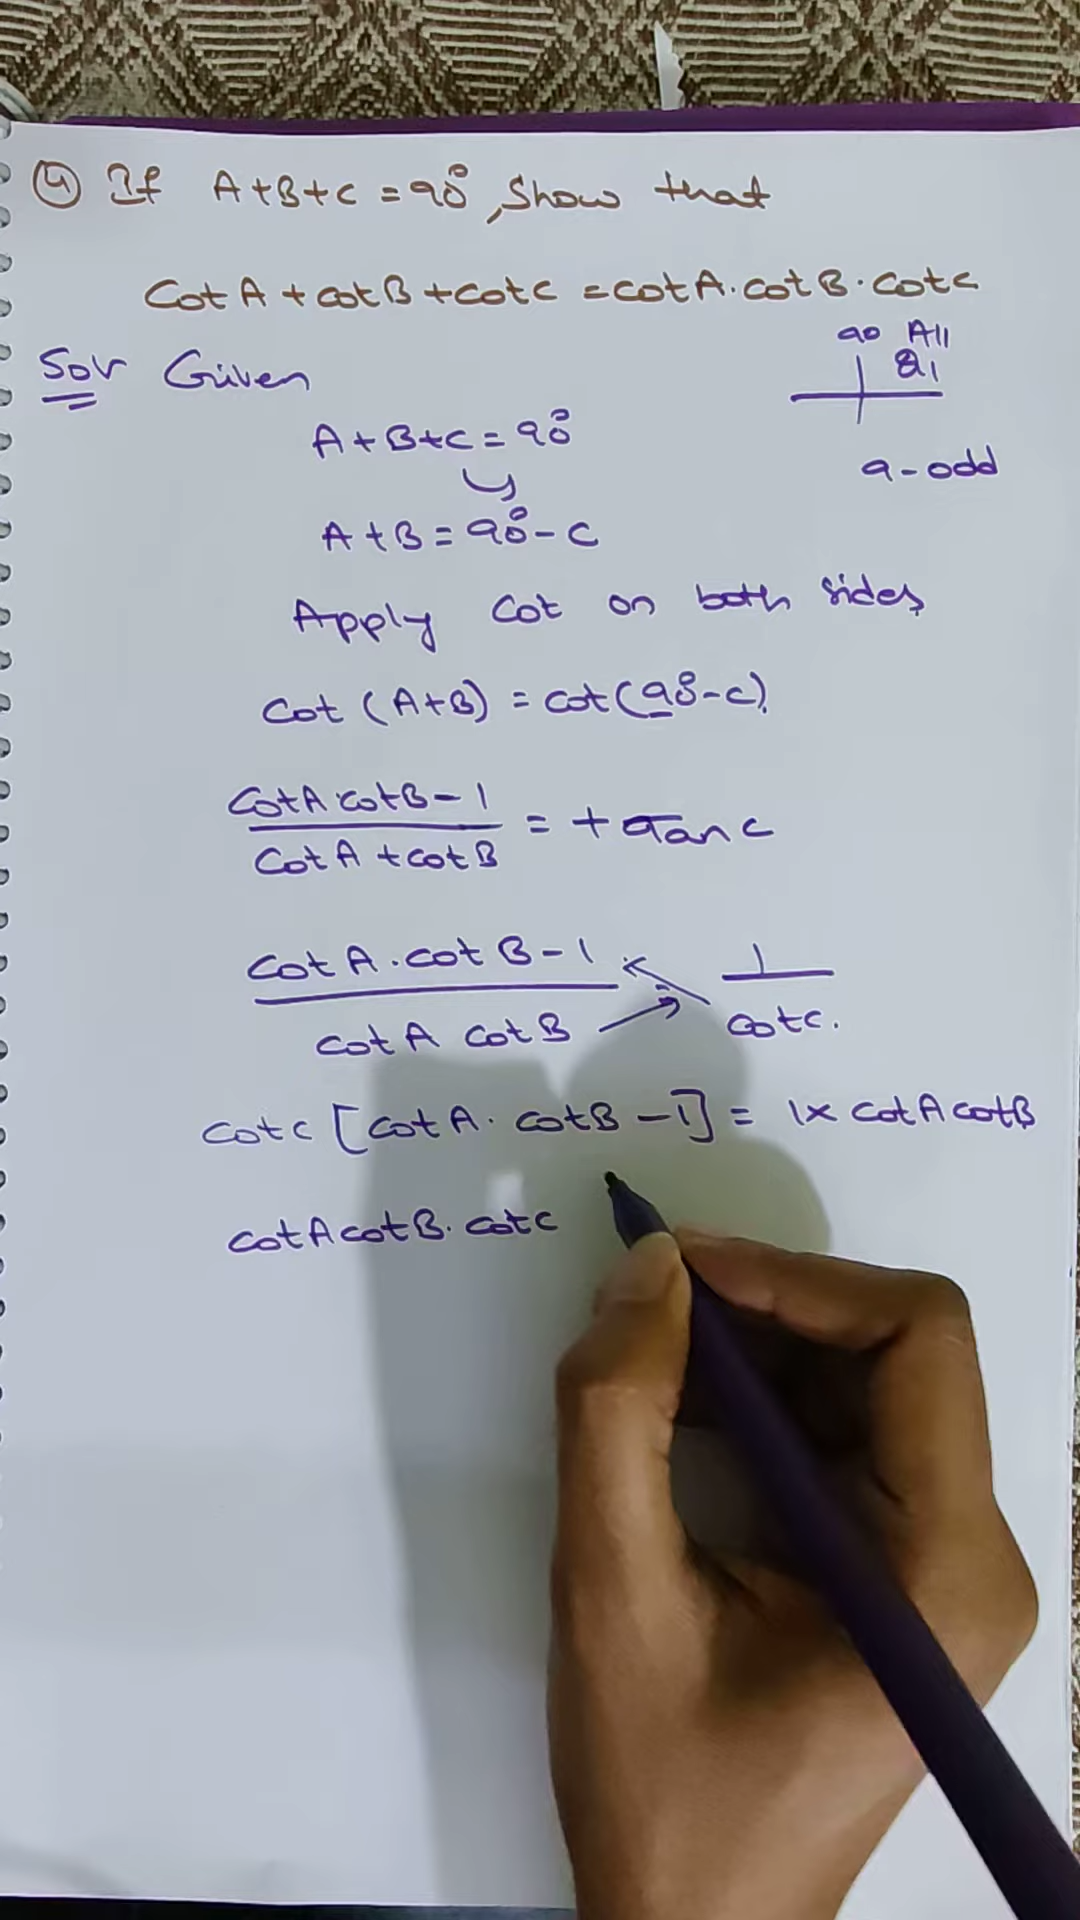 ④ If A+B+C = 90°, Show that
Cot A + cot B + cot C = cot A. cot B. cot C
90 All
Q1
9 - odd
Sol Given
A+B+C = 90°
A+B = 90° - C
Apply Cot on both sides
Cot (A+B) = cot (90°-C).
CotA·cotB - 1
/ CotA + cotB = + Tan C
Cot A . cot B - 1 / cot A cot B
1 / cot C.
Cot C [cot A. cot B - 1] = 1x cot A cot B
cot A cot B. cot C